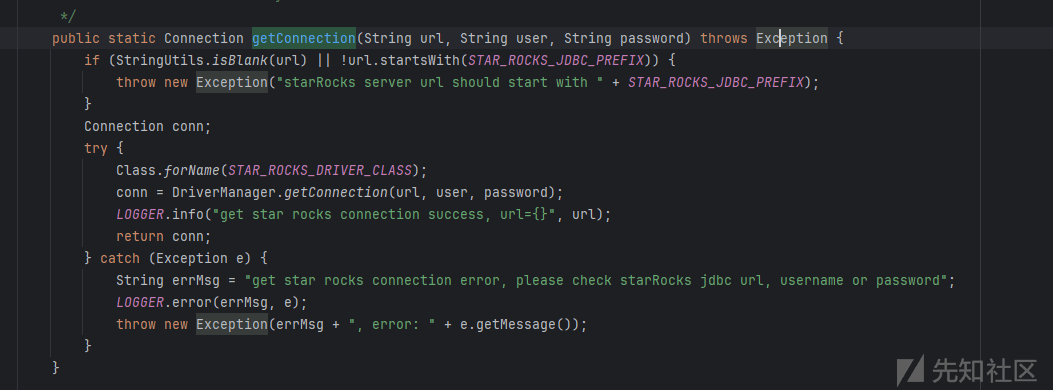 */
public static Connection getConnection(String url, String user, String password) throws Exception {
if (StringUtils.isBlank(url) || !url.startsWith(STAR_ROCKS_JDBC_PREFIX)) {
throw new Exception("starRocks server url should start with " + STAR_ROCKS_JDBC_PREFIX);
}
Connection conn;
try {
Class.forName(STAR_ROCKS_DRIVER_CLASS);
conn = DriverManager.getConnection(url, user, password);
LOGGER.info("get star rocks connection success, url={}", url);
return conn;
} catch (Exception e) {
String errMsg = "get star rocks connection error, please check starRocks jdbc url, username or password";
LOGGER.error(errMsg, e);
throw new Exception(errMsg + ", error: " + e.getMessage());
}
}
先知社区